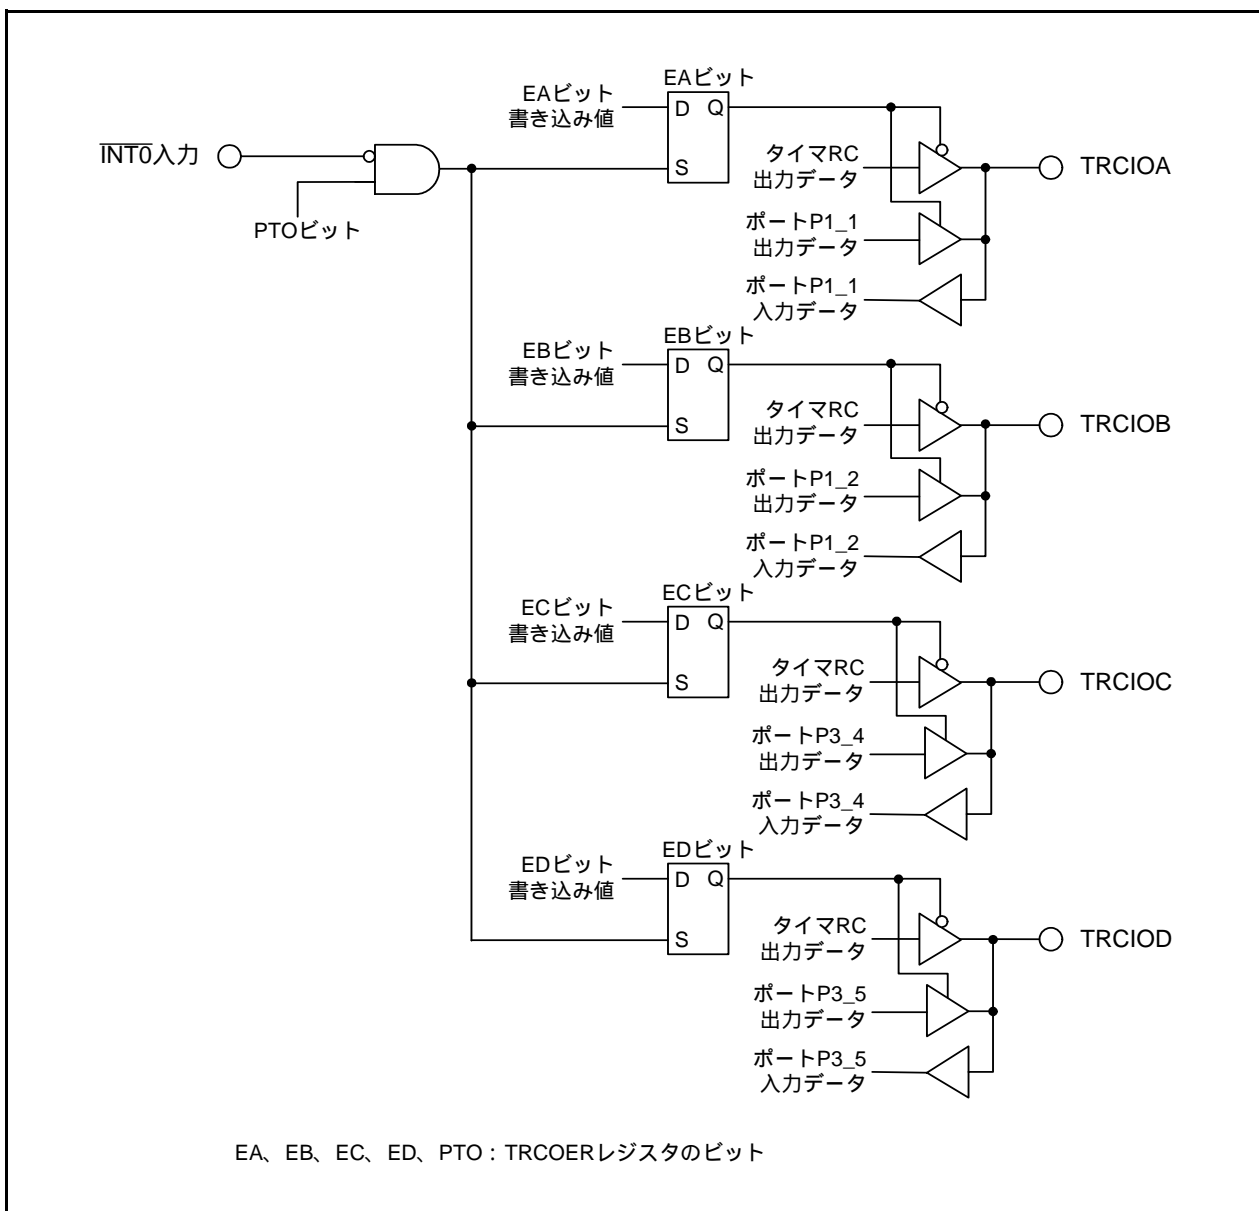 INT0入力
PTOビット
EAビット
書き込み値
EAビット
D Q
S
タイマRC
出力データ
TRCIOA
ポートP1_1
出力データ
ポートP1_1
入力データ
EBビット
書き込み値
EBビット
D Q
S
タイマRC
出力データ
TRCIOB
ポートP1_2
出力データ
ポートP1_2
入力データ
ECビット
書き込み値
ECビット
D Q
S
タイマRC
出力データ
TRCIOC
ポートP3_4
出力データ
ポートP3_4
入力データ
EDビット
書き込み値
EDビット
D Q
S
タイマRC
出力データ
TRCIOD
ポートP3_5
出力データ
ポートP3_5
入力データ
EA、EB、EC、ED、PTO：TRCOERレジスタのビット